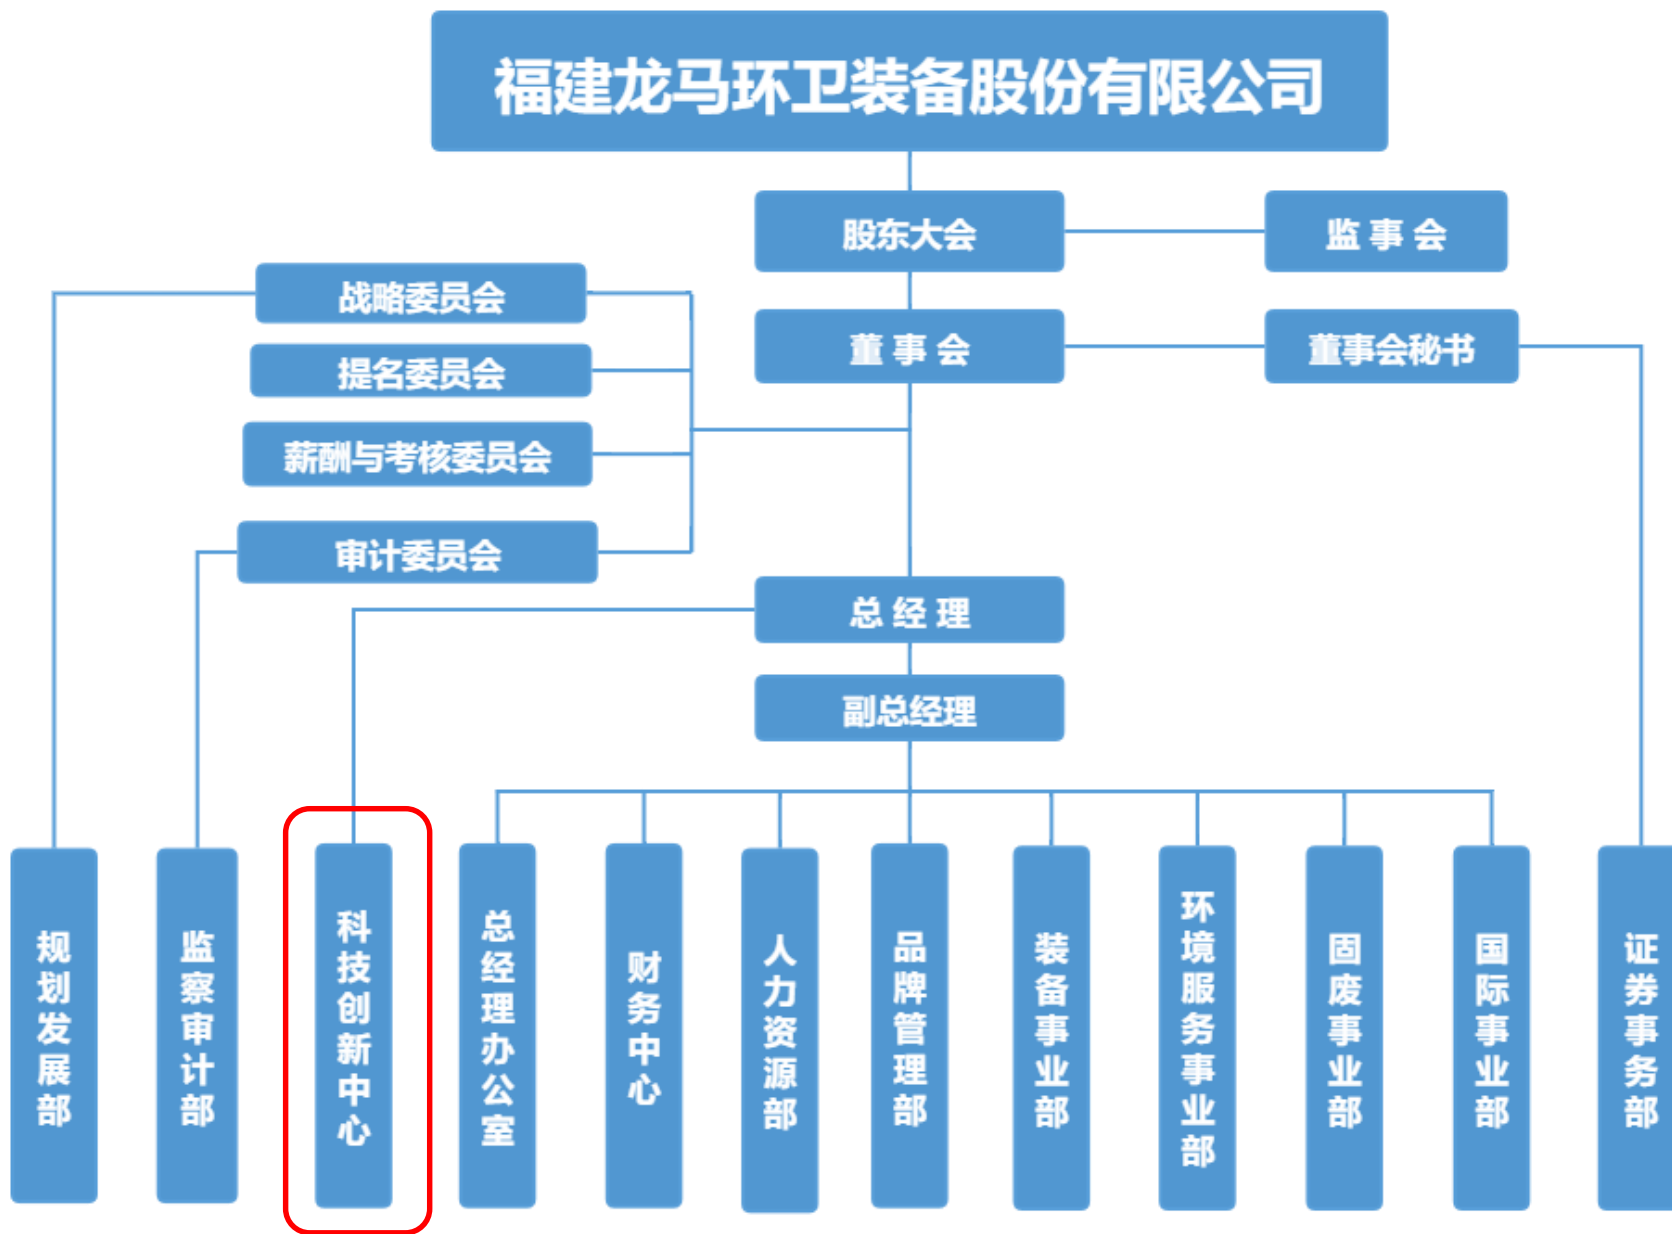 福建龙马环卫装备股份有限公司
股东大会
监 事 会
战略委员会
董 事 会
董事会秘书
提名委员会
薪酬与考核委员会
审计委员会
总 经 理
副总经理
规划发展部
监察审计部
科技创新中心
总经理办公室
财务中心
人力资源部
品牌管理部
装备事业部
环境服务事业部
固废事业部
国际事业部
证券事务部